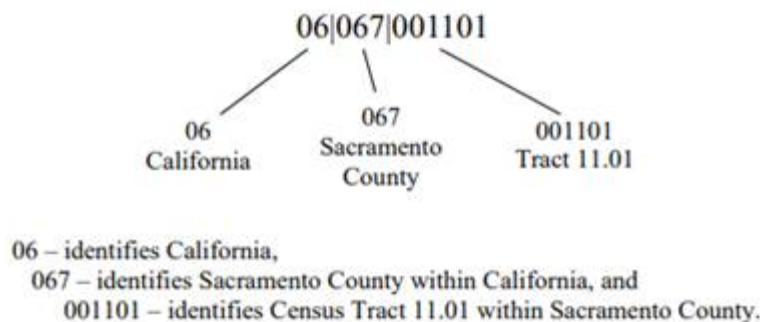 06|067|001101
06
California
067
Sacramento
County
001101
Tract 11.01
06 – identifies California,
067 – identifies Sacramento County within California, and
001101 – identifies Census Tract 11.01 within Sacramento County.